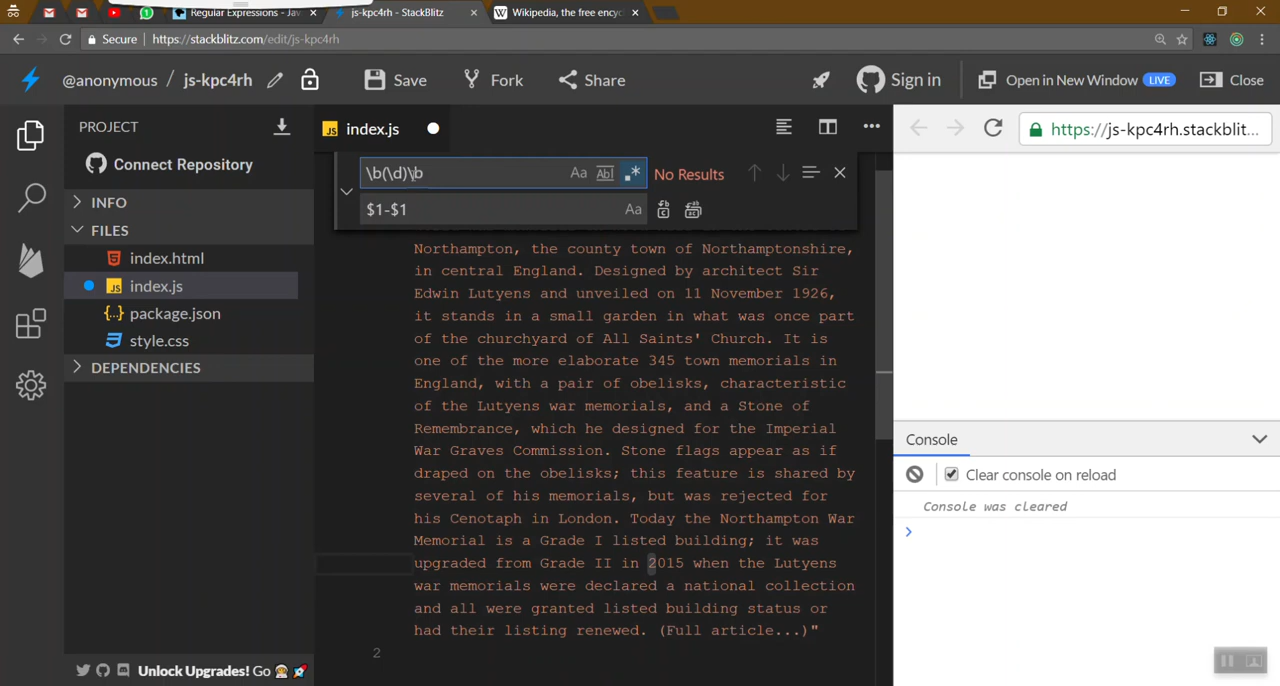 Regular Expressions - Jav
js-kpc4rh - StackBlitz
Wikipedia, the free ency
Secure
https://stackblitz.com/edit/js-kpc4rh
@anonymous / js-kpc4rh
Save
Fork
Share
Sign in
Open in New Window LIVE
Close
PROJECT
Connect Repository
INFO
FILES
index.html
index.js
package.json
style.css
DEPENDENCIES
Unlock Upgrades! Go
JS index.js
\b(\d)\b
Aa Abl .*
No Results
$1-$1
Aa
Northampton, the county town of Northamptonshire,
in central England. Designed by architect Sir
Edwin Lutyens and unveiled on 11 November 1926,
it stands in a small garden in what was once part
of the churchyard of All Saints' Church. It is
one of the more elaborate 345 town memorials in
England, with a pair of obelisks, characteristic
of the Lutyens war memorials, and a Stone of
Remembrance, which he designed for the Imperial
War Graves Commission. Stone flags appear as if
draped on the obelisks; this feature is shared by
several of his memorials, but was rejected for
his Cenotaph in London. Today the Northampton War
Memorial is a Grade I listed building; it was
upgraded from Grade II in 2015 when the Lutyens
war memorials were declared a national collection
and all were granted listed building status or
had their listing renewed. (Full article...)"
2
https://js-kpc4rh.stackblitz...
Console
Clear console on reload
Console was cleared